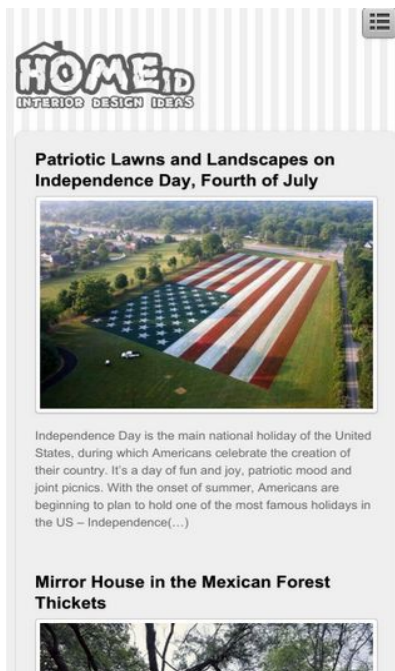 HOMEID
INTERIOR DESIGN IDEAS
Patriotic Lawns and Landscapes on
Independence Day, Fourth of July
Independence Day is the main national holiday of the United
States, during which Americans celebrate the creation of
their country. It's a day of fun and joy, patriotic mood and
joint picnics. With the onset of summer, Americans are
beginning to plan to hold one of the most famous holidays in
the US – Independence(...)
Mirror House in the Mexican Forest
Thickets